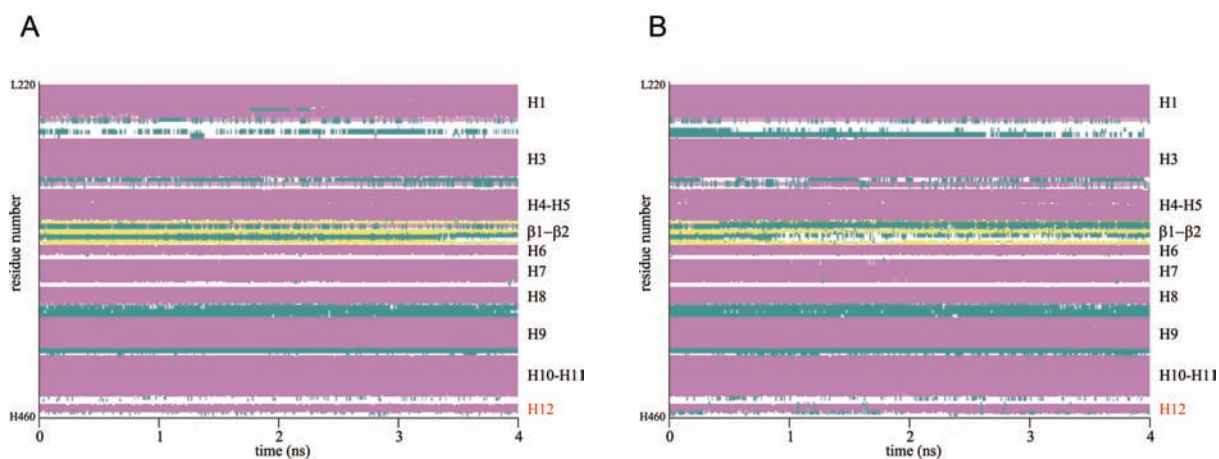 A
L220
residue number
H460
H1
H3
H4-H5
β1−β2
H6
H7
H8
H9
H10-H11
H12
0 1 2 3 4
time (ns)
B
L220
residue number
H460
H1
H3
H4-H5
β1−β2
H6
H7
H8
H9
H10-H11
H12
0 1 2 3 4
time (ns)